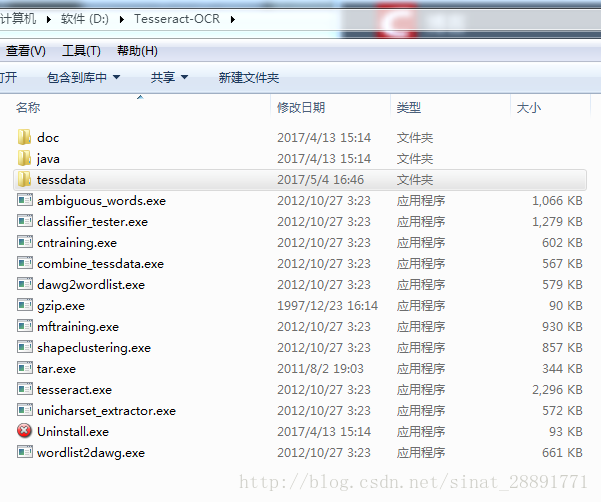 计算机 ▸ 软件 (D:) ▸ Tesseract-OCR ▸
查看(V) 工具(T) 帮助(H)
打开 包含到库中 共享 新建文件夹
名称 修改日期 类型 大小
doc 2017/4/13 15:14 文件夹
java 2017/4/13 15:14 文件夹
tessdata 2017/5/4 16:46 文件夹
ambiguous_words.exe 2012/10/27 3:23 应用程序 1,066 KB
classifier_tester.exe 2012/10/27 3:23 应用程序 1,279 KB
cntraining.exe 2012/10/27 3:23 应用程序 602 KB
combine_tessdata.exe 2012/10/27 3:23 应用程序 567 KB
dawg2wordlist.exe 2012/10/27 3:23 应用程序 579 KB
gzip.exe 1997/12/23 16:14 应用程序 90 KB
mftraining.exe 2012/10/27 3:23 应用程序 930 KB
shapeclustering.exe 2012/10/27 3:23 应用程序 857 KB
tar.exe 2011/8/2 19:03 应用程序 344 KB
tesseract.exe 2012/10/27 3:23 应用程序 2,296 KB
unicharset_extractor.exe 2012/10/27 3:23 应用程序 572 KB
Uninstall.exe 2017/4/13 15:14 应用程序 93 KB
wordlist2dawg.exe 2012/10/27 3:23 应用程序 661 KB
http://blog.csdn.net/sinat_28891771